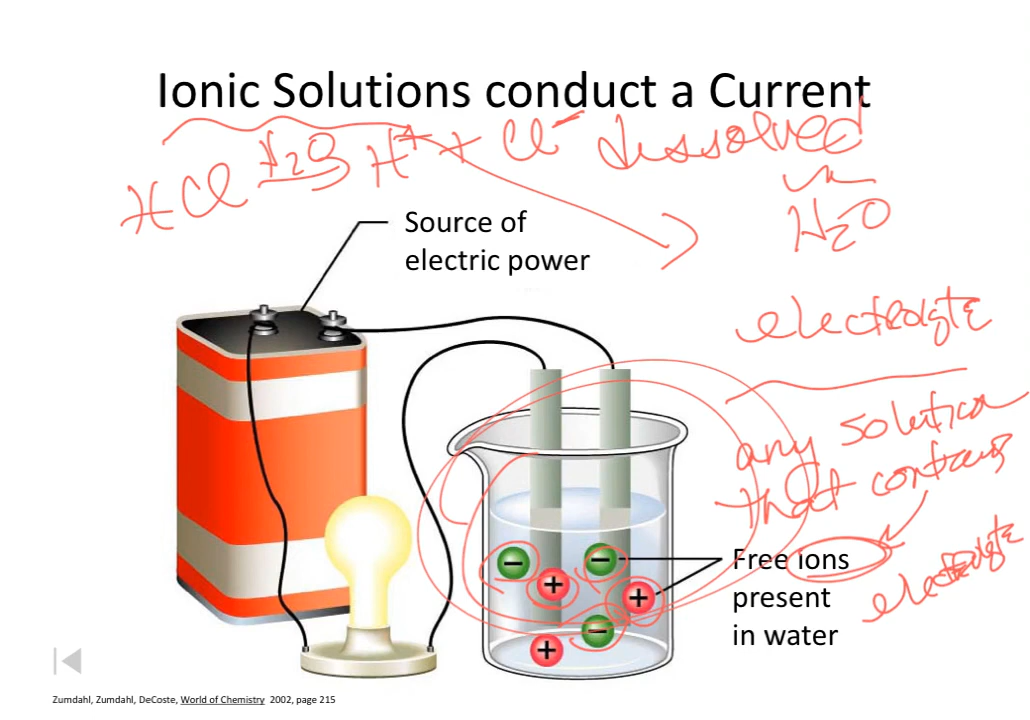 Ionic Solutions conduct a Current
HCl H2O H+ + Cl- dissolved
in
H2O
Source of
electric power
electrolyte
any solution
that contains
− −
+ +
−
+
Free ions
present
in water
electrolyte
Zumdahl, Zumdahl, DeCoste, World of Chemistry 2002, page 215